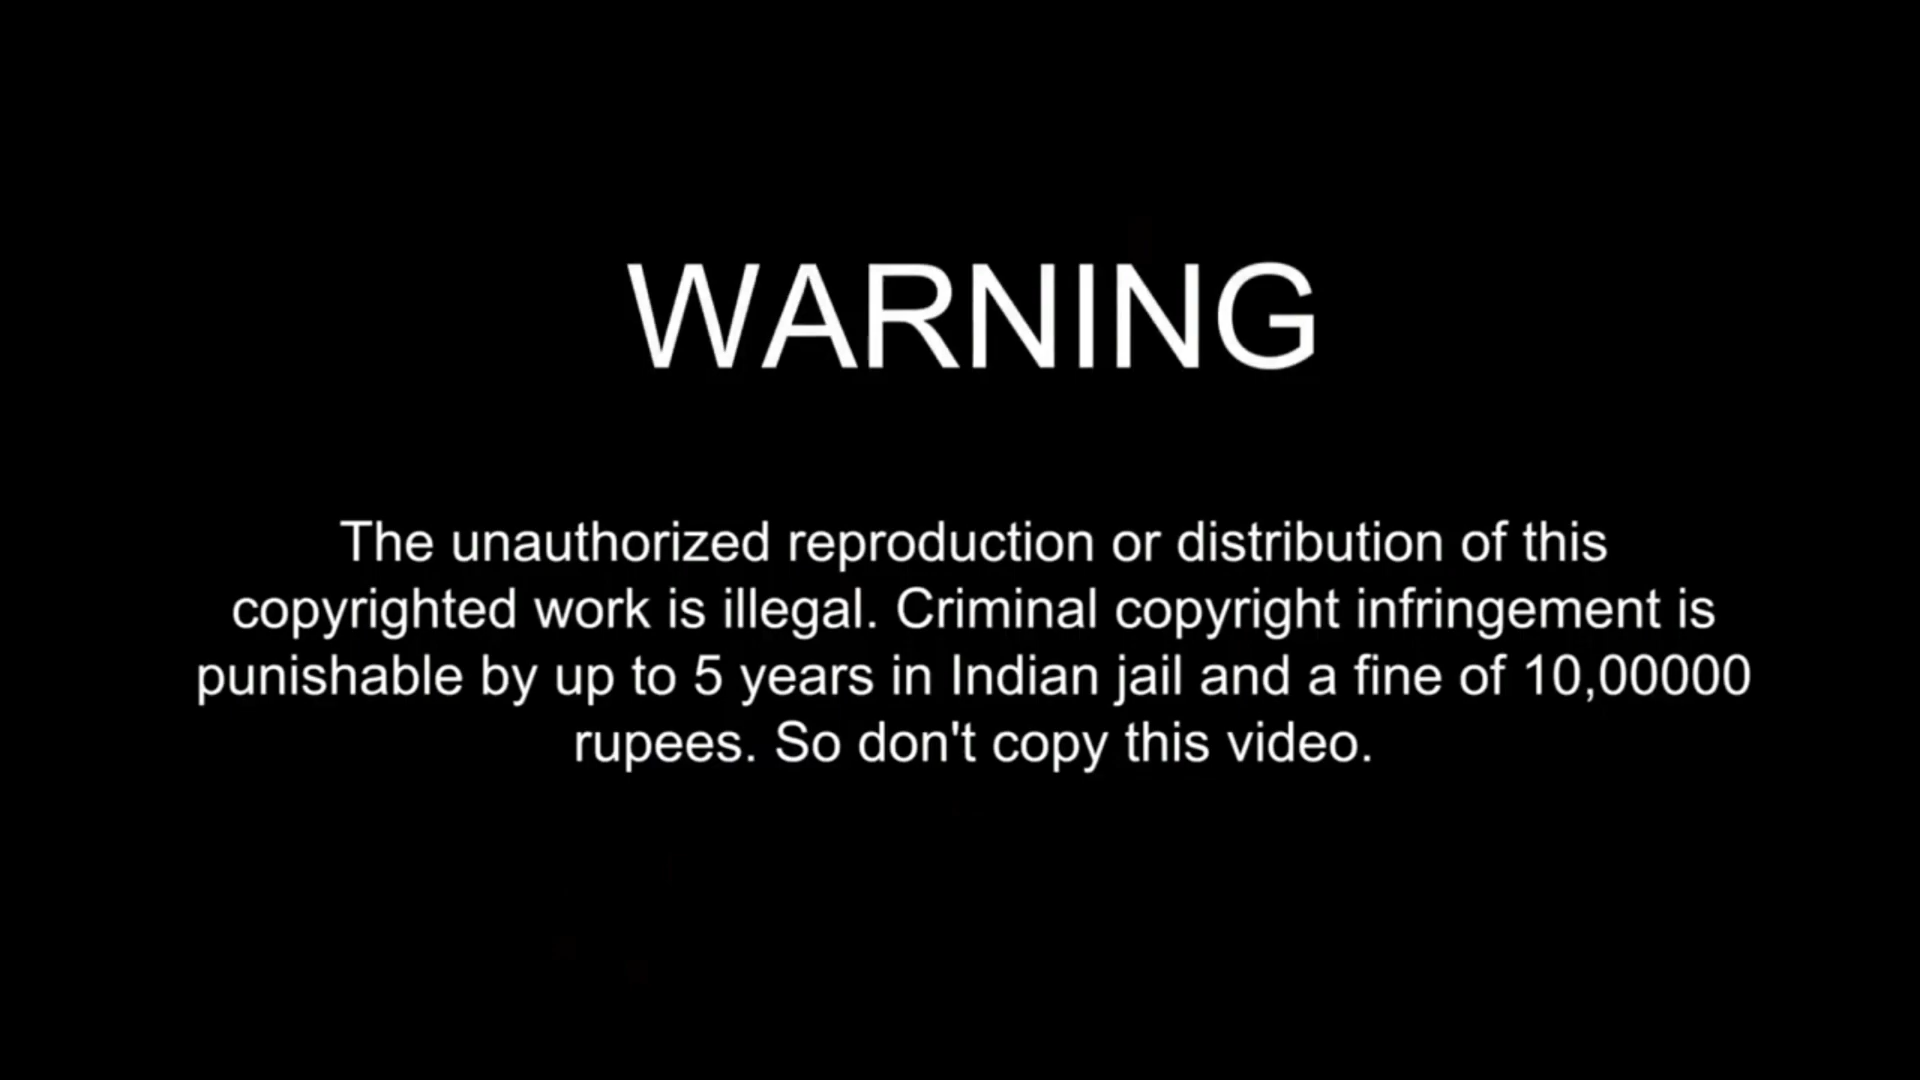 WARNING
The unauthorized reproduction or distribution of this
copyrighted work is illegal. Criminal copyright infringement is
punishable by up to 5 years in Indian jail and a fine of 10,00000
rupees. So don't copy this video.